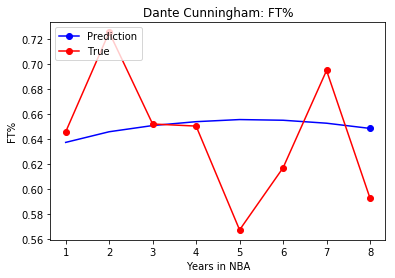 Dante Cunningham: FT%
Prediction
True
0.72
0.70
0.68
0.66
0.64
0.62
0.60
0.58
0.56
FT%
1 2 3 4 5 6 7 8
Years in NBA